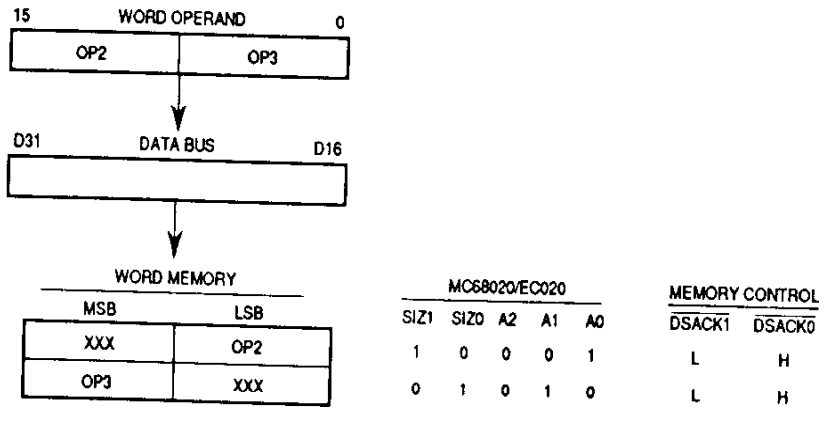 15 WORD OPERAND 0
OP2 OP3
D31 DATA BUS D16
WORD MEMORY
MSB LSB
XXX OP2
OP3 XXX
MC68020/EC020
SIZ1 SIZ0 A2 A1 A0
1 0 0 0 1
0 1 0 1 0
MEMORY CONTROL
DSACK1 DSACK0
L H
L H